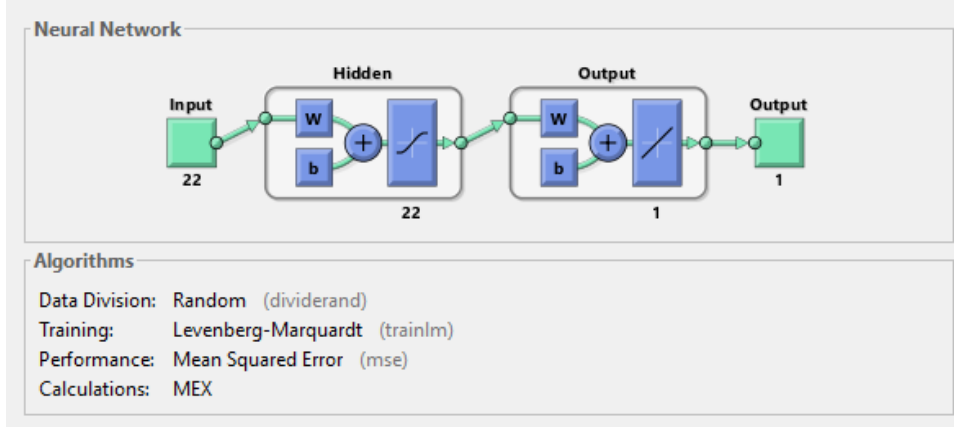 Neural Network
Hidden
Output
Input
Output
W
b
+
W
b
+
22
22
1
1
Algorithms
Data Division: Random (dividerand)
Training: Levenberg-Marquardt (trainlm)
Performance: Mean Squared Error (mse)
Calculations: MEX